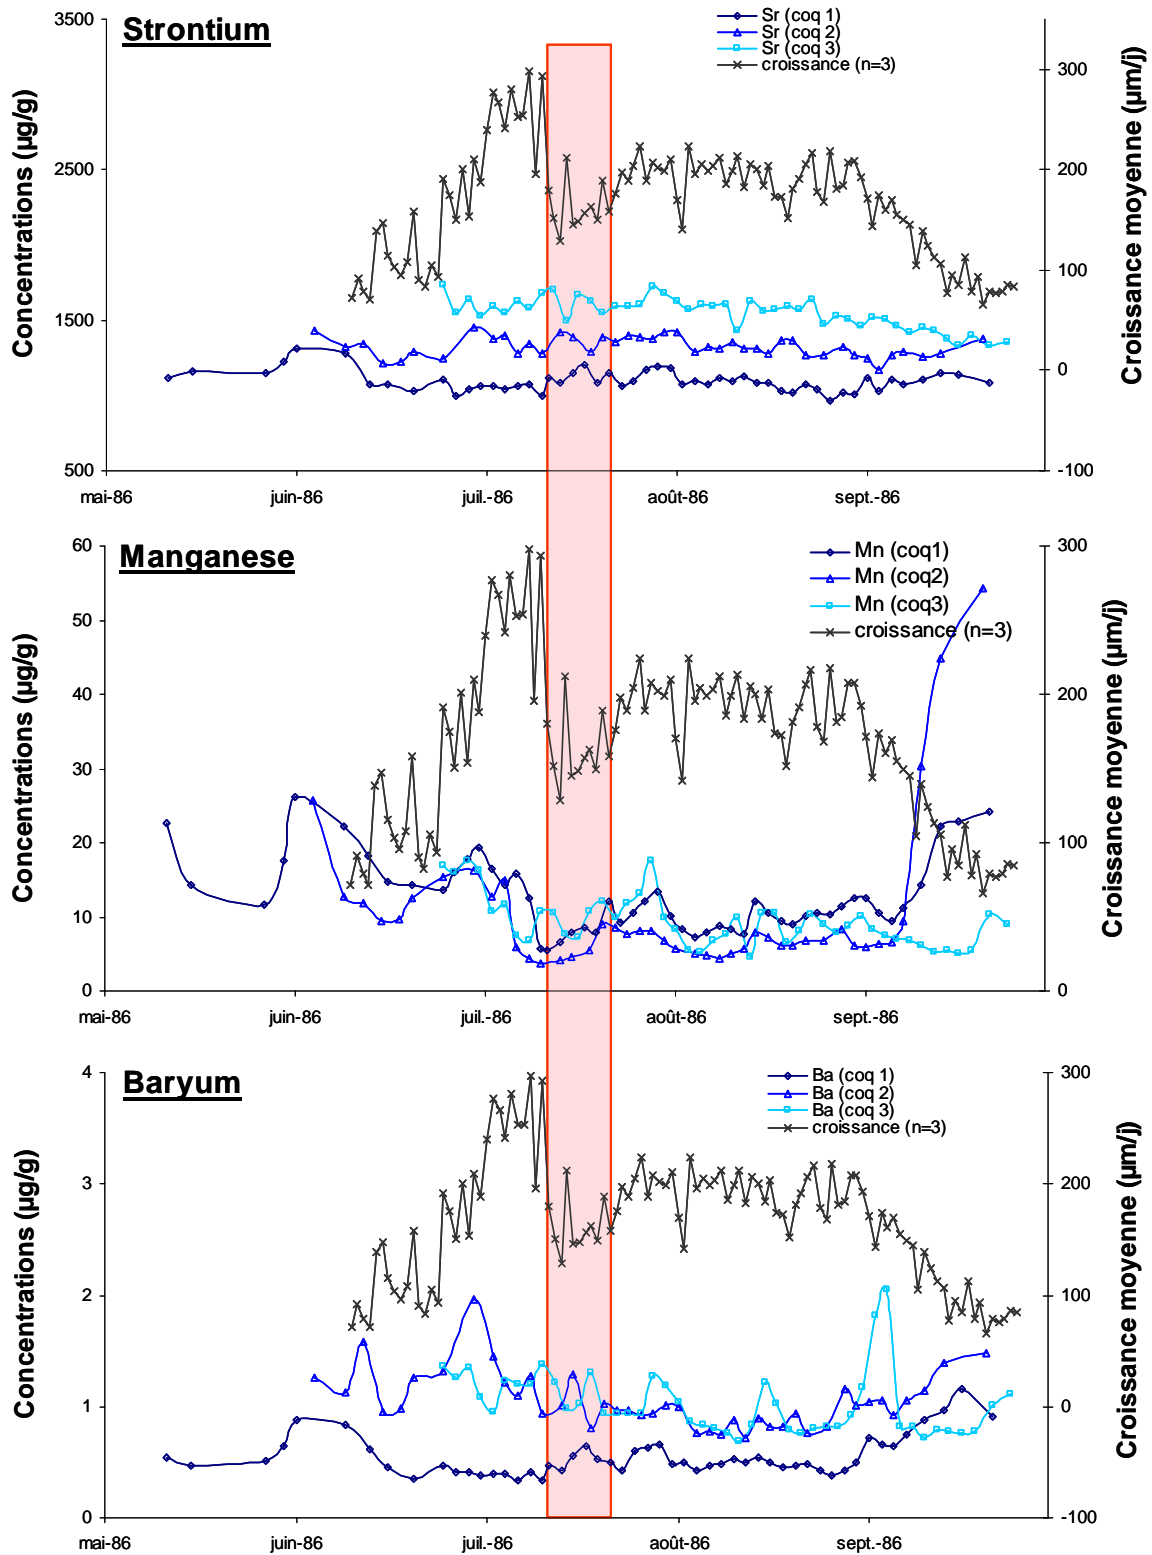 Strontium
Sr (coq 1)
Sr (coq 2)
Sr (coq 3)
croissance (n=3)
Concentrations (µg/g)
3500
2500
1500
500
Croissance moyenne (µm/j)
300
200
100
0
-100
mai-86 juin-86 juil.-86 août-86 sept.-86
Manganese
Mn (coq1)
Mn (coq2)
Mn (coq3)
croissance (n=3)
Concentrations (µg/g)
60
50
40
30
20
10
0
Croissance moyenne (µm/j)
300
200
100
0
mai-86 juin-86 juil.-86 août-86 sept.-86
Baryum
Ba (coq 1)
Ba (coq 2)
Ba (coq 3)
croissance (n=3)
Concentrations (µg/g)
4
3
2
1
0
Croissance moyenne (µm/j)
300
200
100
0
-100
mai-86 juin-86 juil.-86 août-86 sept.-86